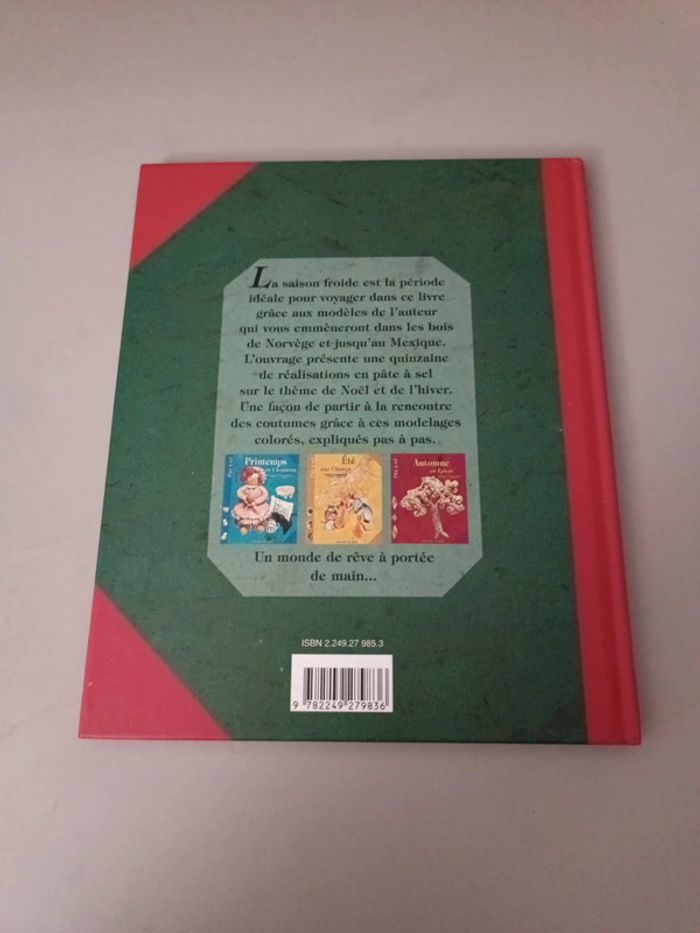 La saison froide est la période
idéale pour voyager dans ce livre
grâce aux modèles de l'auteur
qui vous emmèneront dans les bois
de Norvège et jusqu'au Mexique.
L'ouvrage présente une quinzaine
de réalisations en pâte à sel
sur le thème de Noël et de l'hiver.
Une façon de partir à la rencontre
des coutumes grâce à ces modelages
colorés, expliqués pas à pas.
Printemps
en Chansons
Été
Automne
en Épices
Un monde de rêve à portée
de main...
ISBN 2.249.27 985.3
9 782249 279836